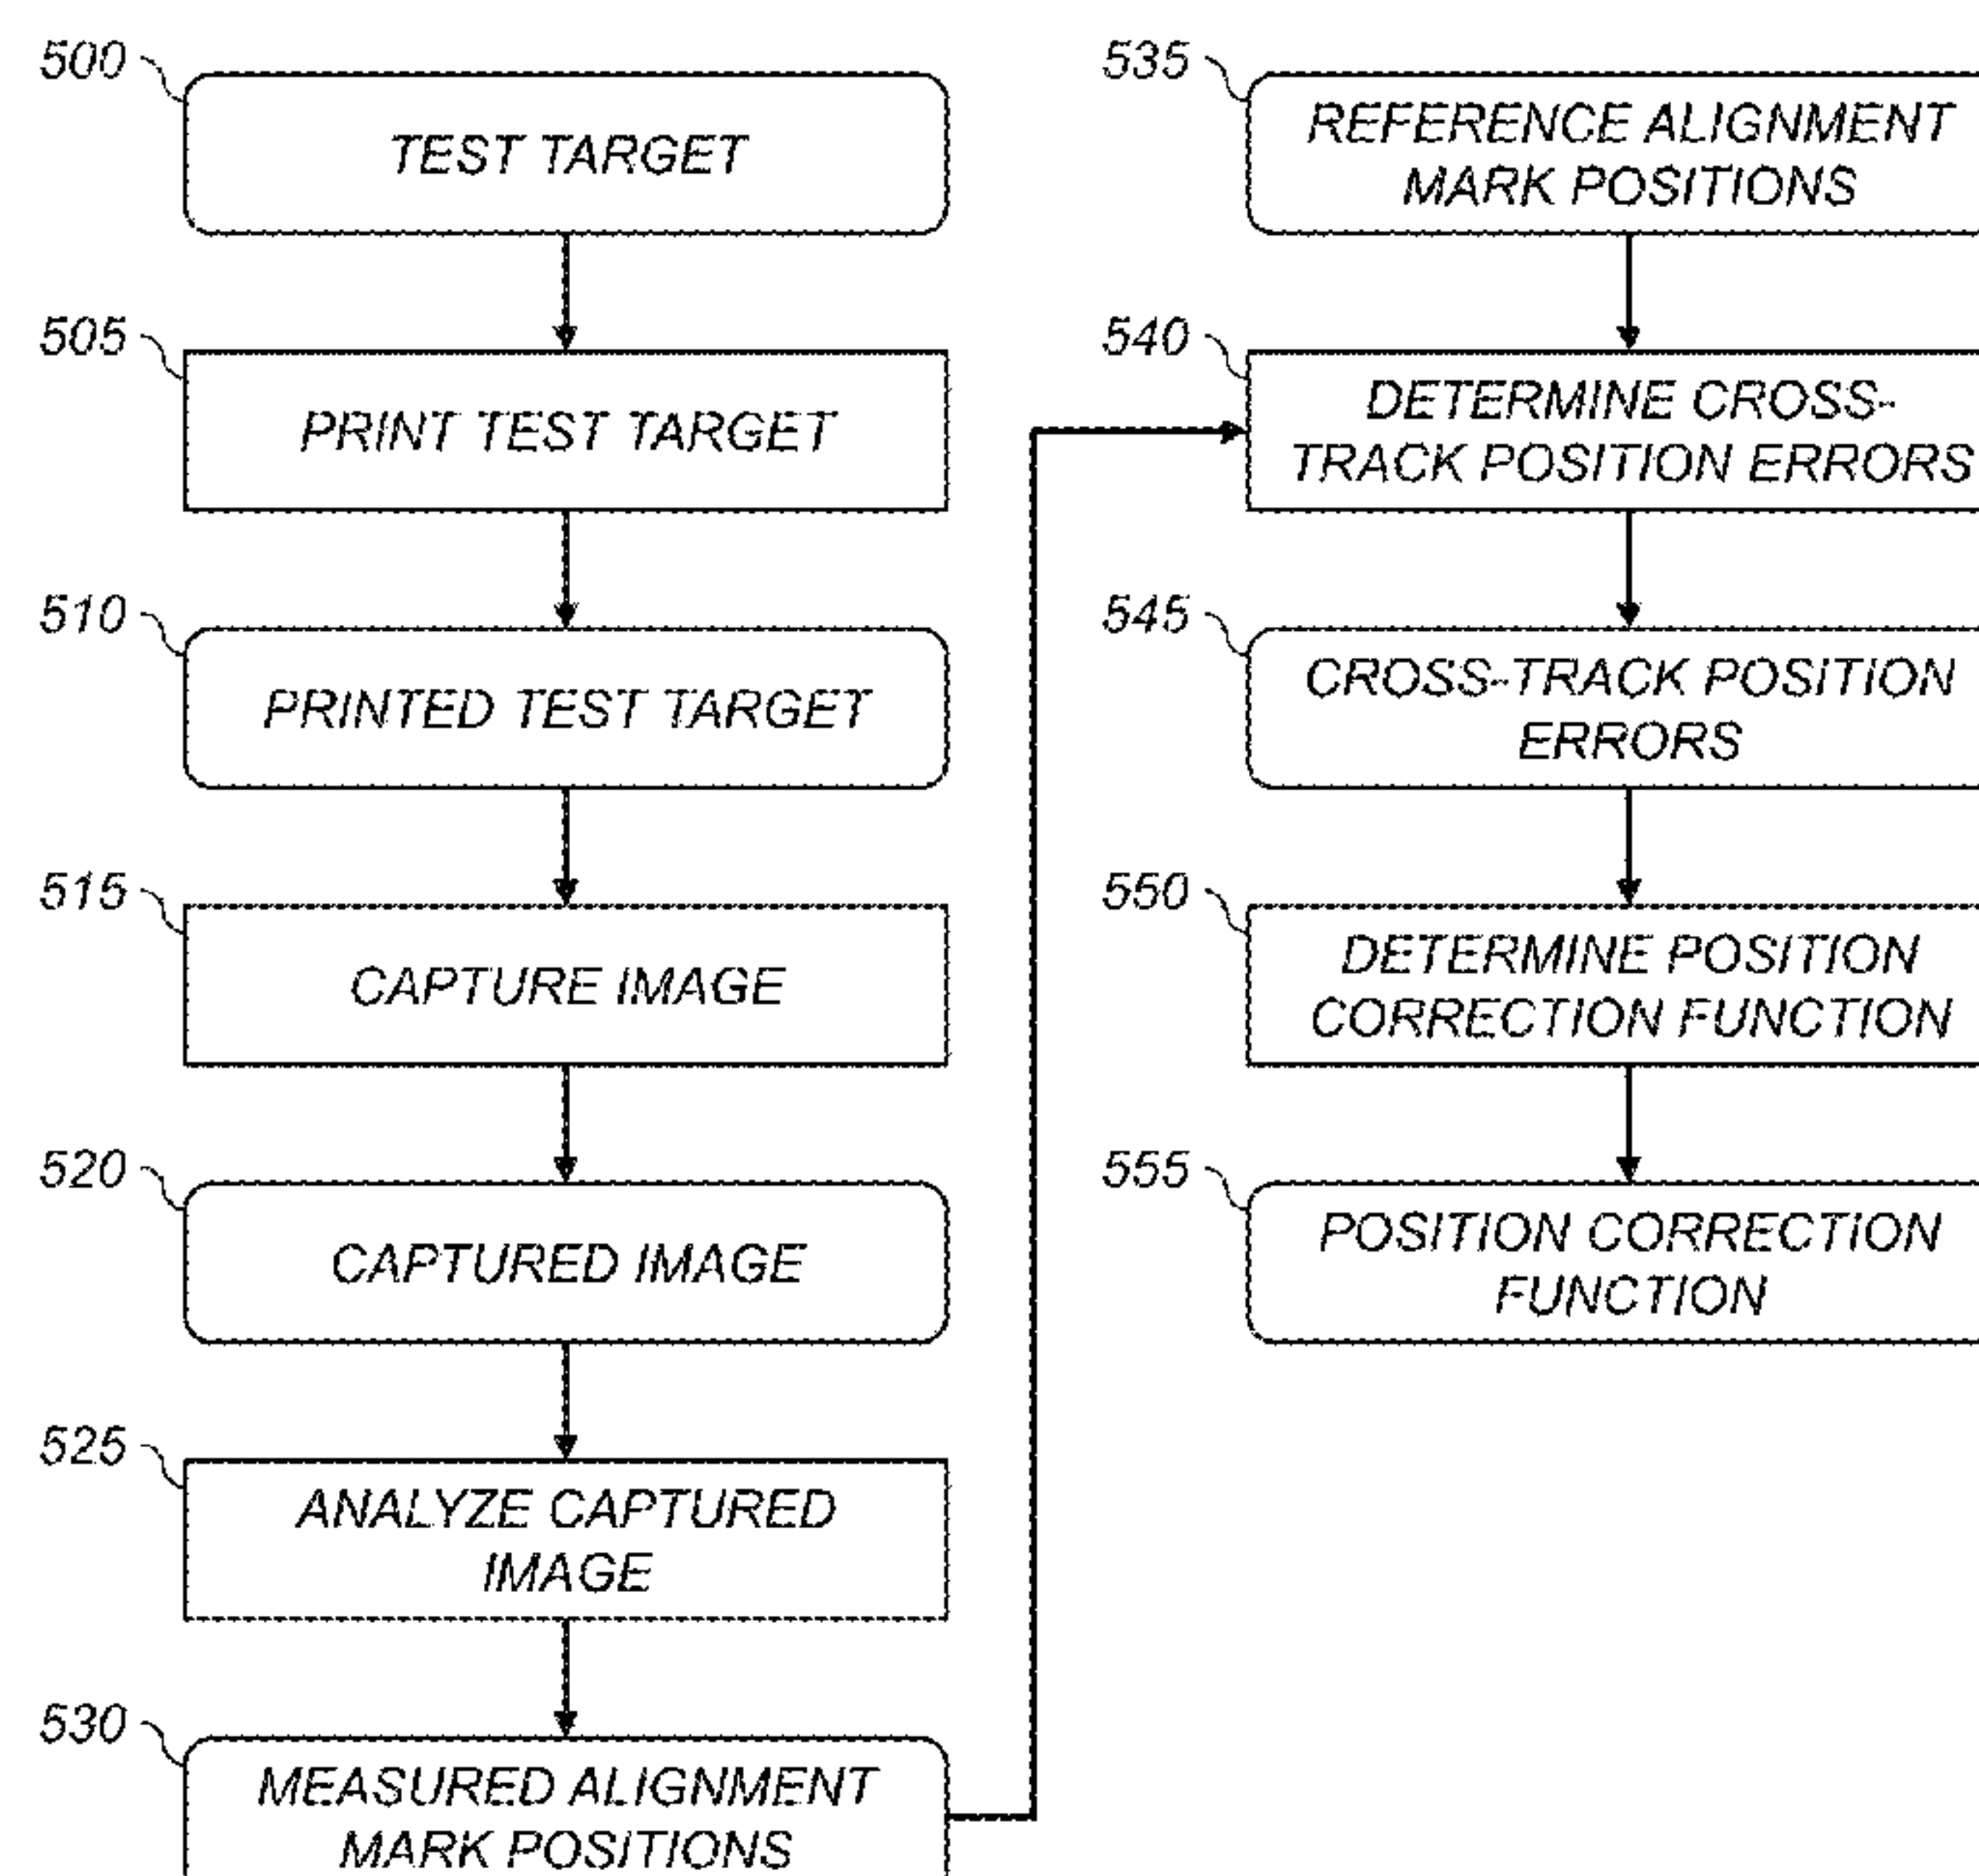 500
TEST TARGET
505
PRINT TEST TARGET
510
PRINTED TEST TARGET
515
CAPTURE IMAGE
520
CAPTURED IMAGE
525
ANALYZE CAPTURED
IMAGE
530
MEASURED ALIGNMENT
MARK POSITIONS
535
REFERENCE ALIGNMENT
MARK POSITIONS
540
DETERMINE CROSS-
TRACK POSITION ERRORS
545
CROSS-TRACK POSITION
ERRORS
550
DETERMINE POSITION
CORRECTION FUNCTION
555
POSITION CORRECTION
FUNCTION